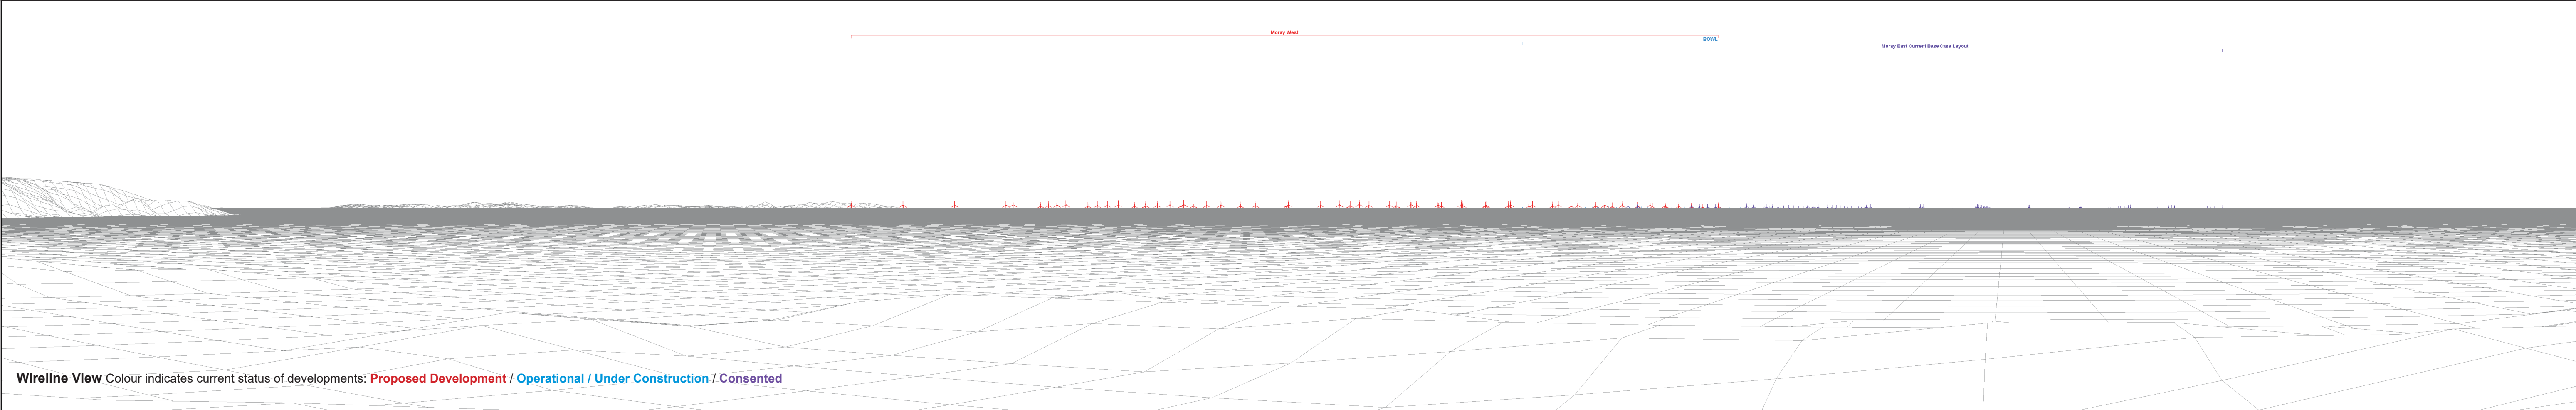 Moray West
BOWL
Moray East Current Base Case Layout
Wireline View Colour indicates current status of developments: Proposed Development / Operational / Under Construction / Consented